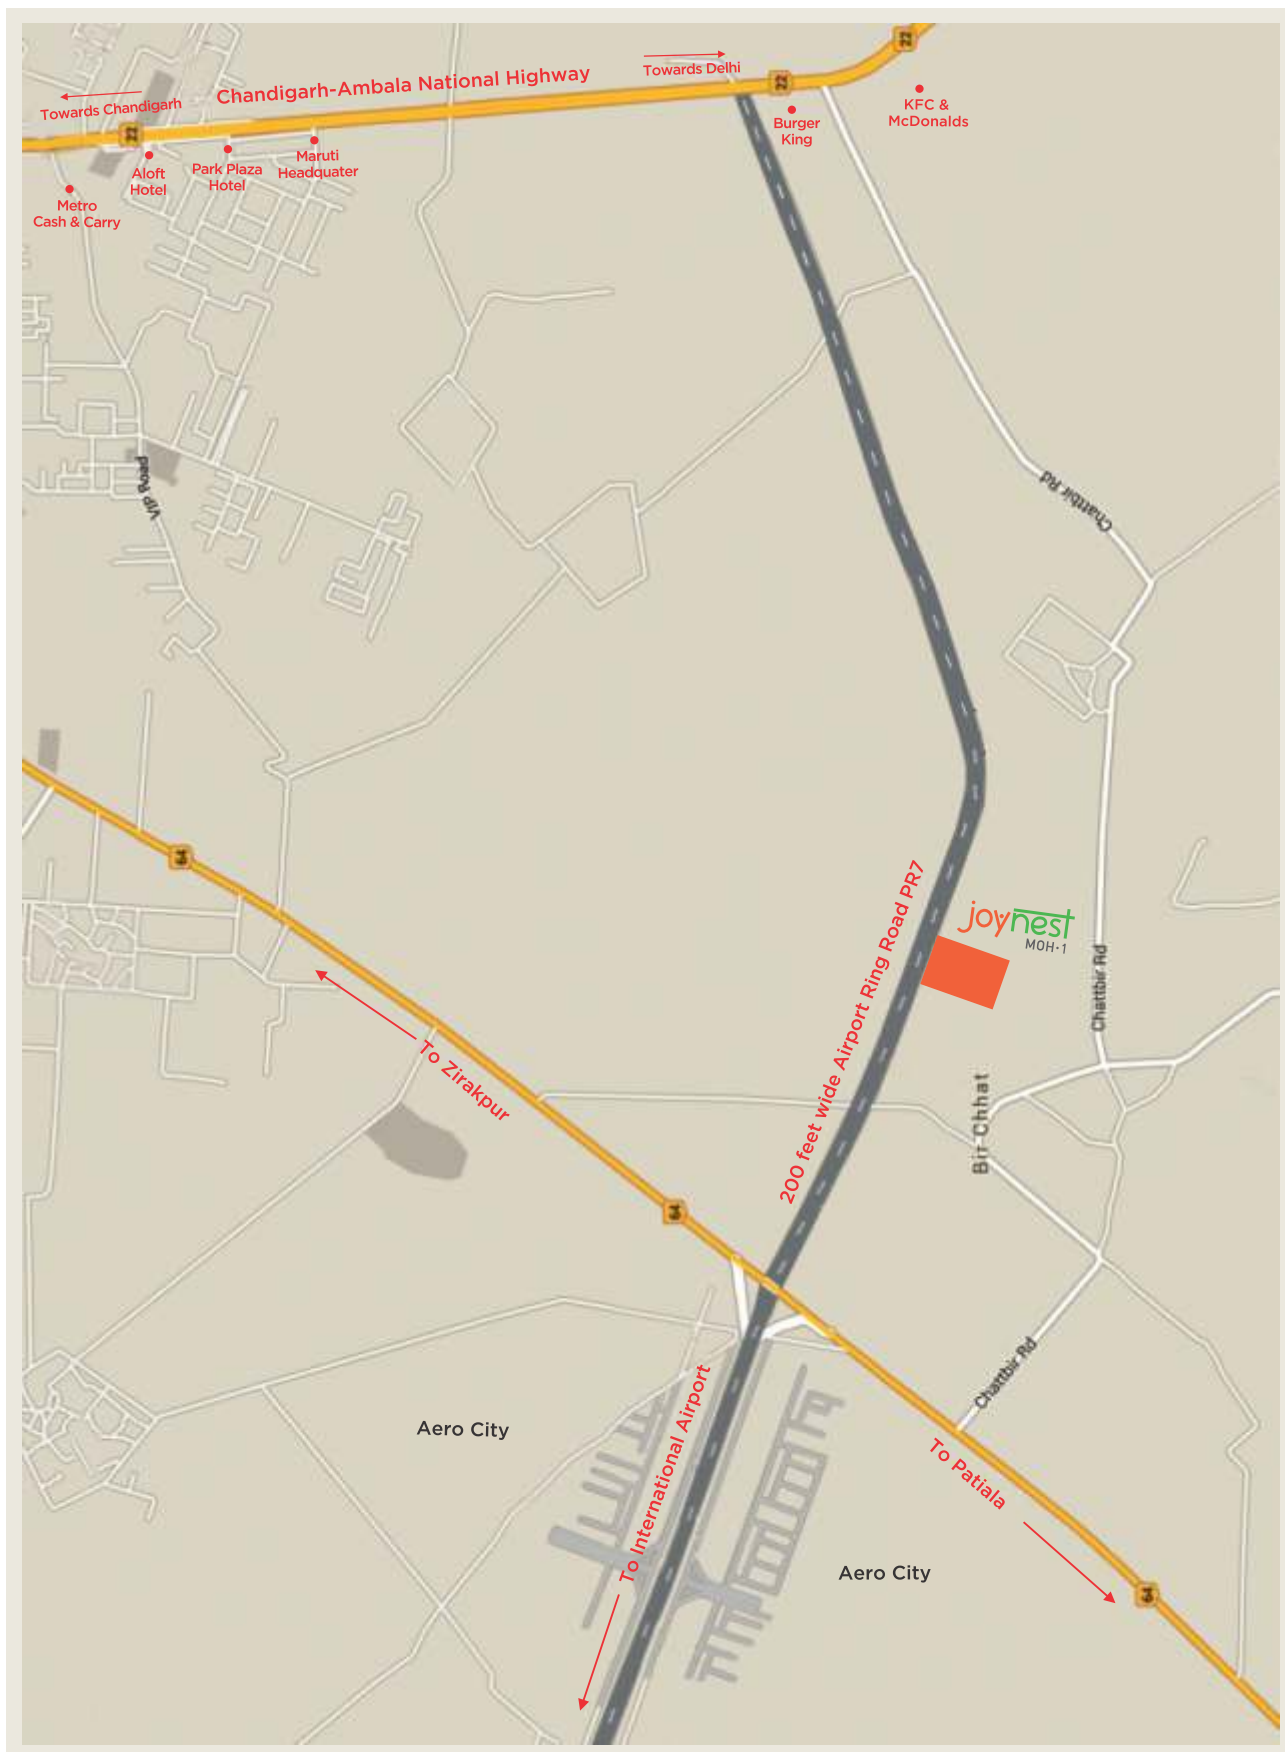 22
Towards Delhi
Chandigarh-Ambala National Highway
22
Towards Chandigarh
KFC &
McDonalds
Burger
King
22
Maruti
Headquater
Park Plaza
Hotel
Aloft
Hotel
Metro
Cash & Carry
VIP Road
Chattbir Rd
64
200 feet wide Airport Ring Road PR7
joynest
MOH·1
Chattbir Rd
To Zirakpur
Bir Chhat
64
Chattbir Rd
To International Airport
Aero City
To Patiala
Aero City
64